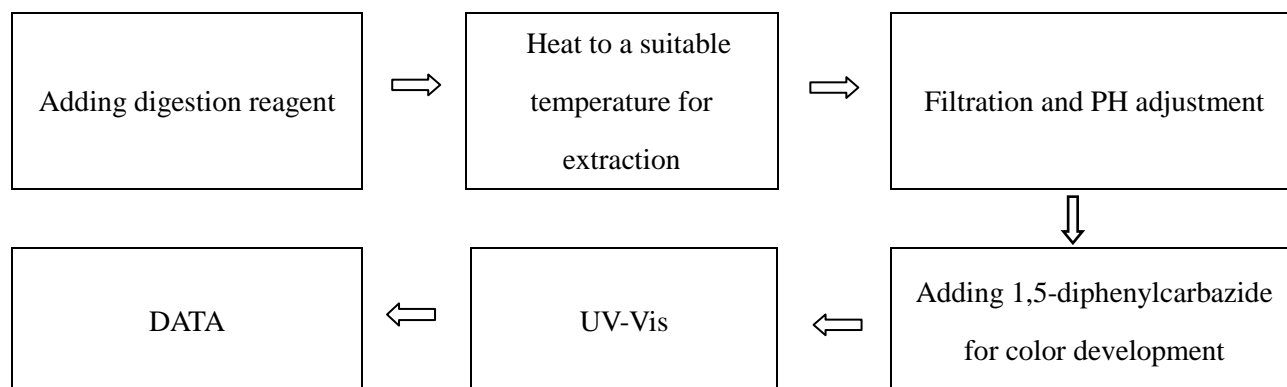 Adding digestion reagent
Heat to a suitable
temperature for
extraction
Filtration and PH adjustment
Adding 1,5-diphenylcarbazide
for color development
UV-Vis
DATA